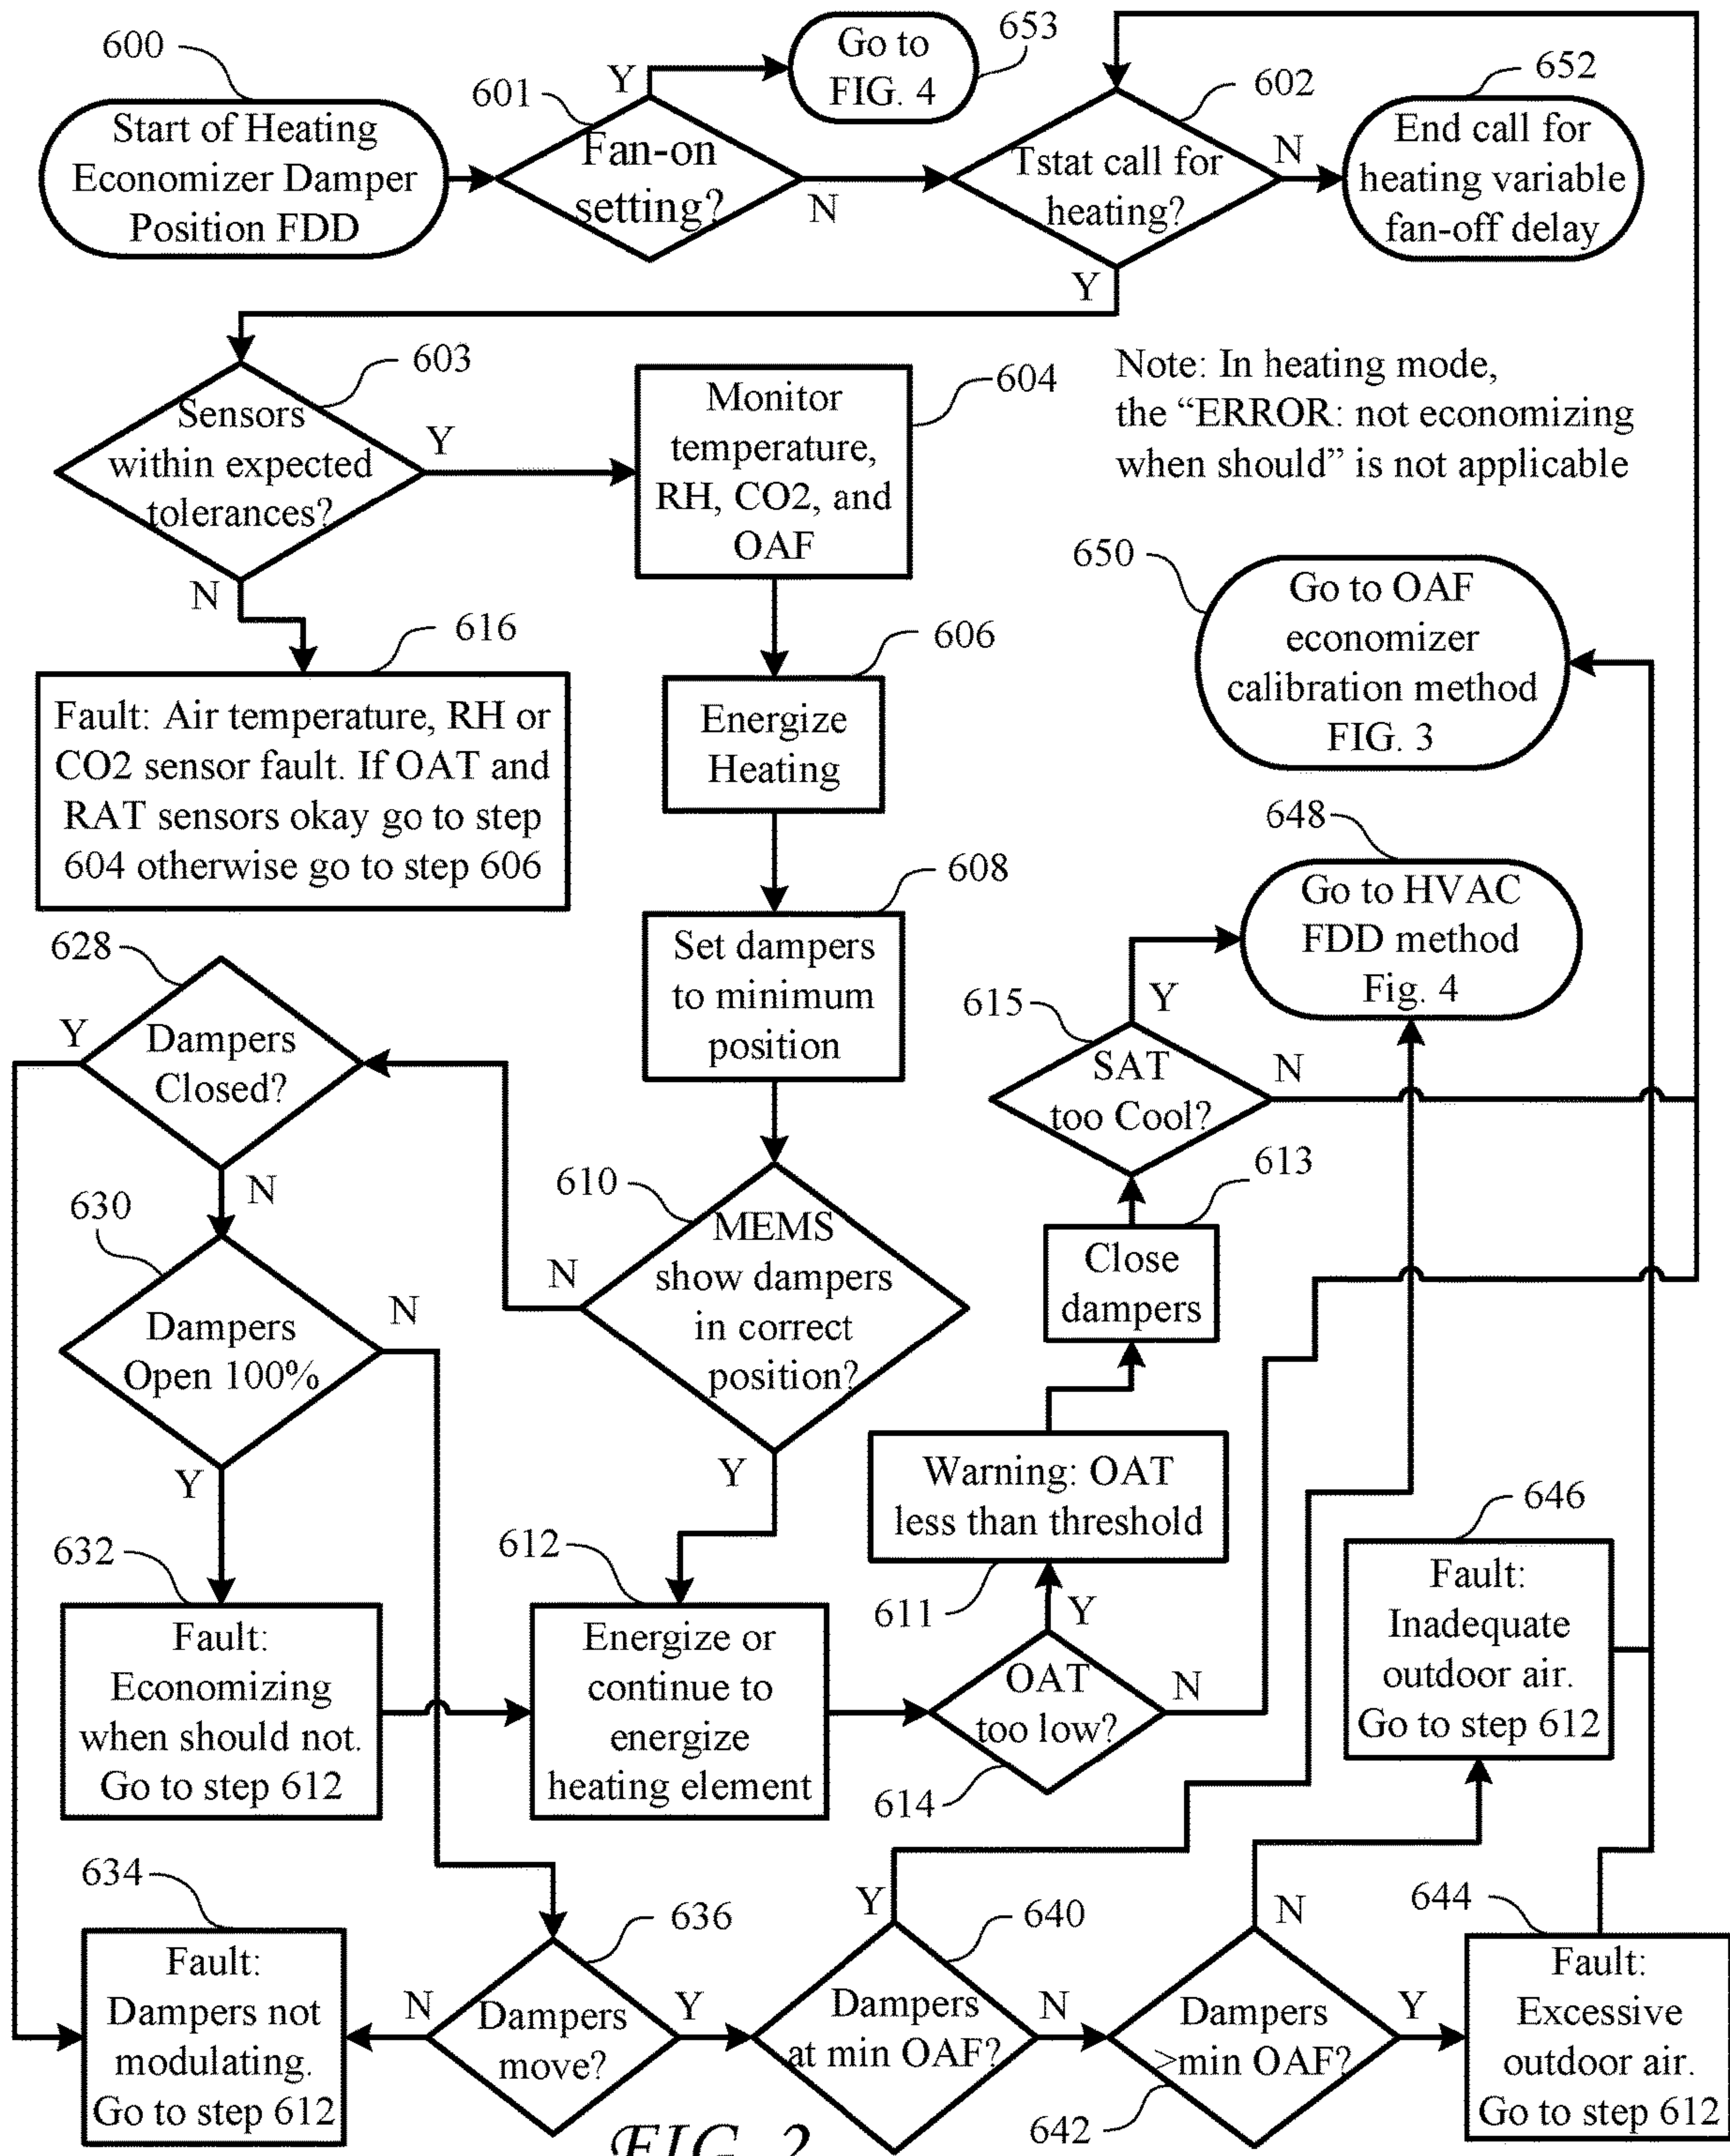 600
Start of Heating
Economizer Damper
Position FDD
601
Fan-on
setting?
Y
N
Go to
FIG. 4
653
602
Tstat call for
heating?
N
Y
652
End call for
heating variable
fan-off delay
603
Sensors
within expected
tolerances?
Y
N
604
Monitor
temperature,
RH, CO2, and
OAF
Note: In heating mode,
the “ERROR: not economizing
when should” is not applicable
616
Fault: Air temperature, RH or
CO2 sensor fault. If OAT and
RAT sensors okay go to step
604 otherwise go to step 606
606
Energize
Heating
650
Go to OAF
economizer
calibration method
FIG. 3
608
Set dampers
to minimum
position
648
Go to HVAC
FDD method
Fig. 4
628
Dampers
Closed?
Y
N
615
SAT
too Cool?
Y
N
610
MEMS
show dampers
in correct
position?
N
Y
613
Close
dampers
630
Dampers
Open 100%
N
Y
Warning: OAT
less than threshold
611
632
Fault:
Economizing
when should not.
Go to step 612
612
Energize or
continue to
energize
heating element
OAT
too low?
Y
N
614
646
Fault:
Inadequate
outdoor air.
Go to step 612
634
Fault:
Dampers not
modulating.
Go to step 612
636
Dampers
move?
N
Y
640
Dampers
at min OAF?
Y
N
Dampers
>min OAF?
N
Y
642
644
Fault:
Excessive
outdoor air.
Go to step 612
FIG. 2